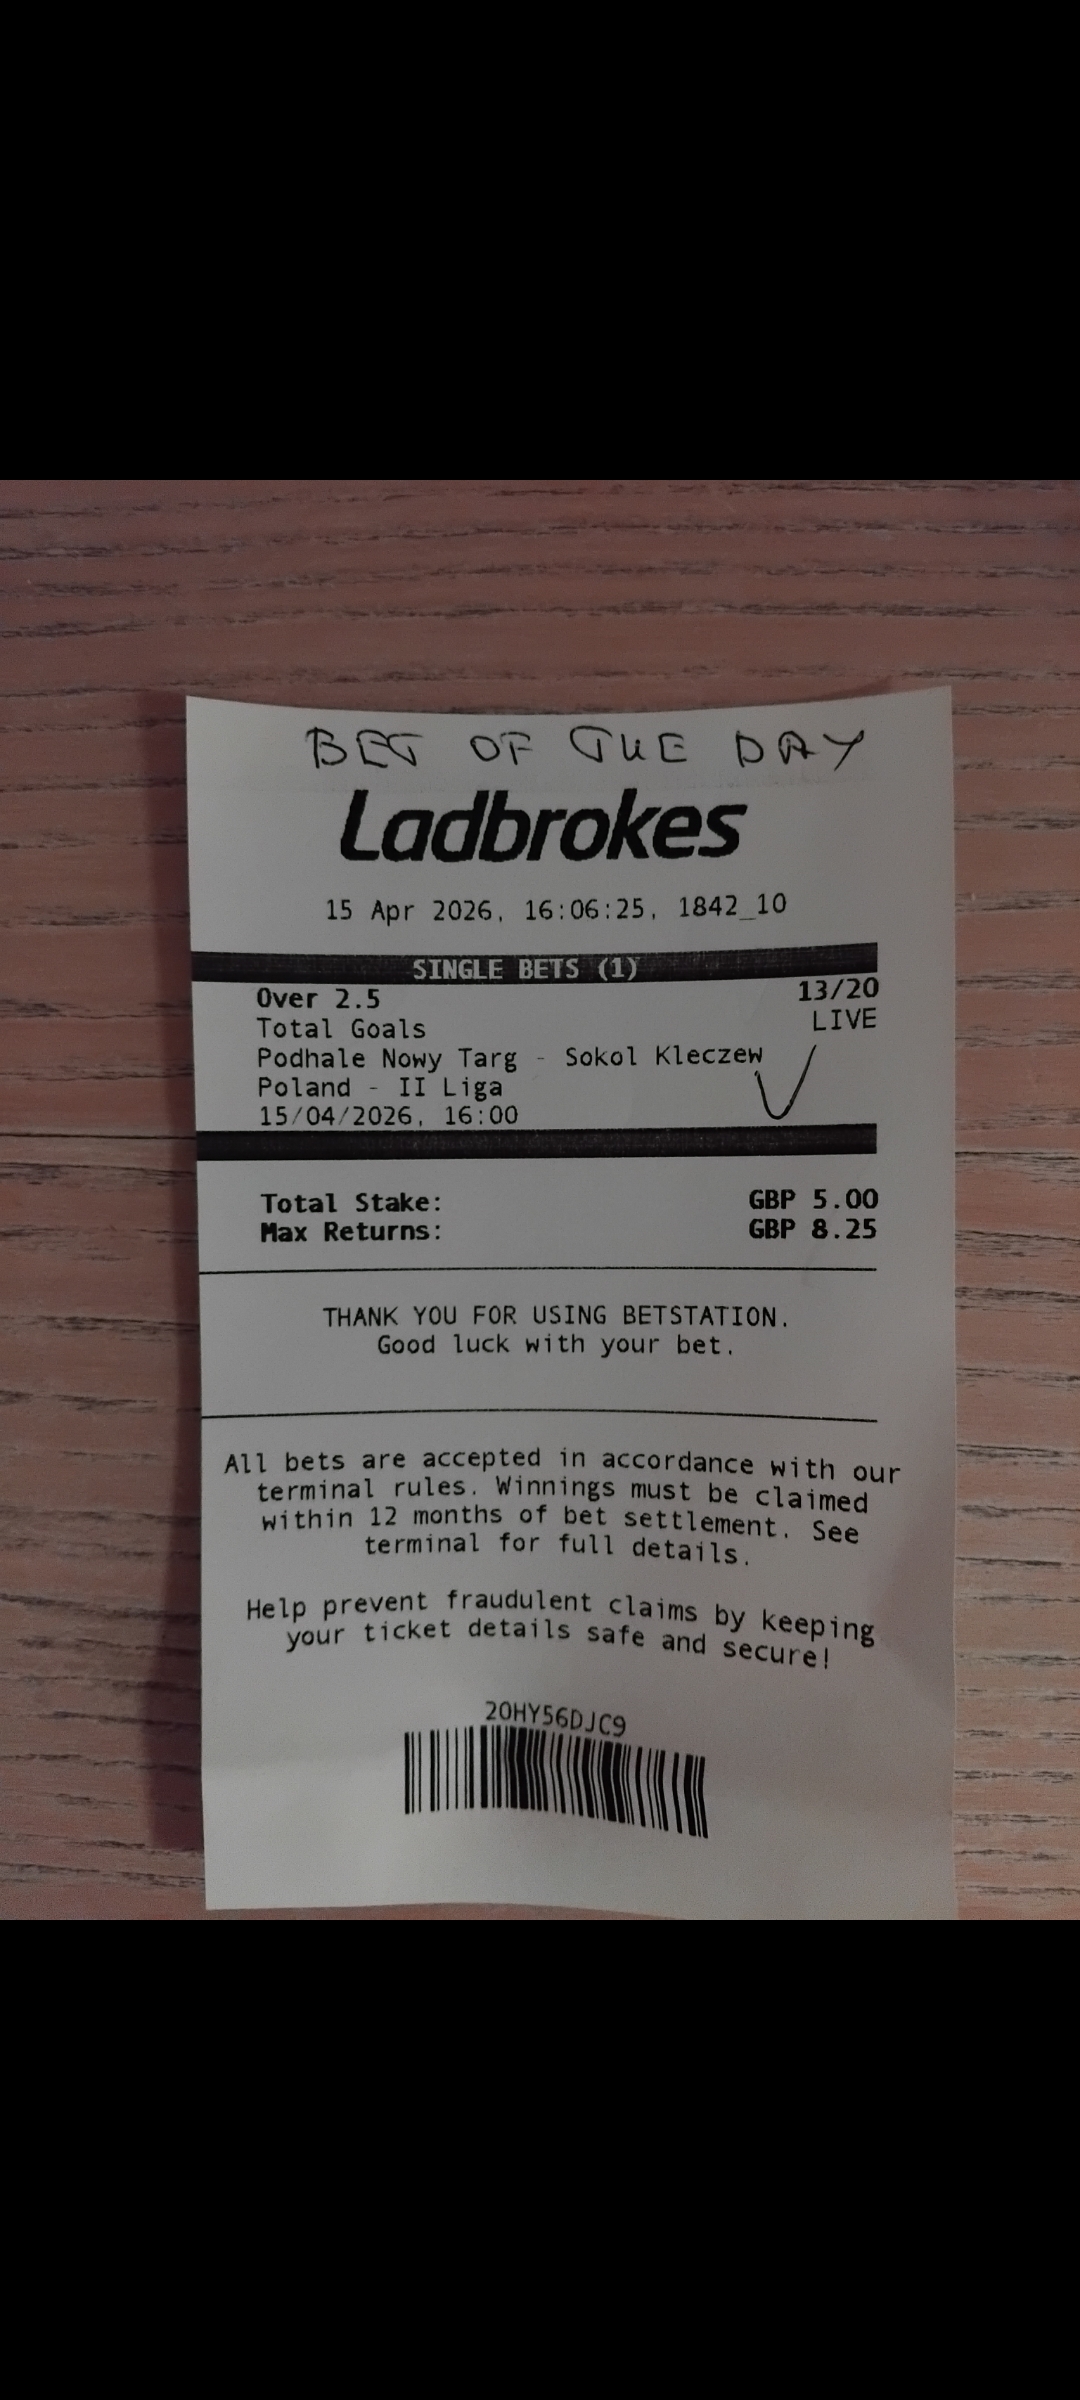 BET OF THE DAY
Ladbrokes
15 Apr 2026, 16:06:25, 1842_10
SINGLE BETS (1)
Over 2.5 13/20
Total Goals LIVE
Podhale Nowy Targ - Sokol Kleczew
Poland - II Liga
15/04/2026, 16:00
Total Stake: GBP 5.00
Max Returns: GBP 8.25
THANK YOU FOR USING BETSTATION.
Good luck with your bet.
All bets are accepted in accordance with our
terminal rules. Winnings must be claimed
within 12 months of bet settlement. See
terminal for full details.
Help prevent fraudulent claims by keeping
your ticket details safe and secure!
20HY56DJC9